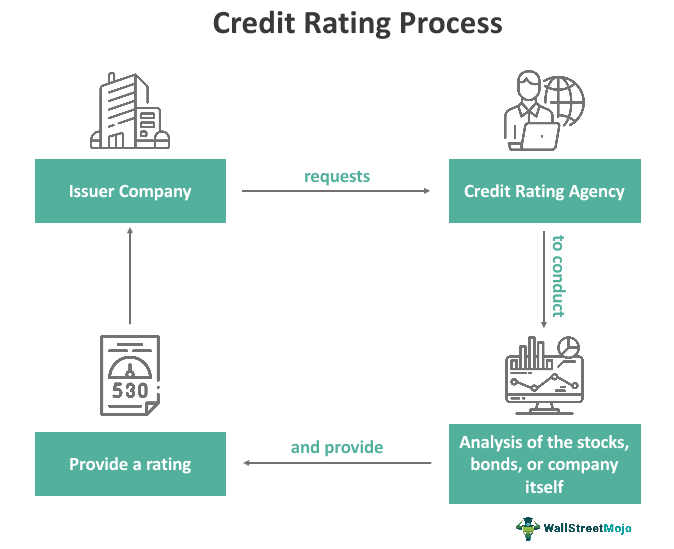 Credit Rating Process
Issuer Company
requests
Credit Rating Agency
to conduct
Analysis of the stocks,
bonds, or company
itself
and provide
Provide a rating
530
WallStreetMojo